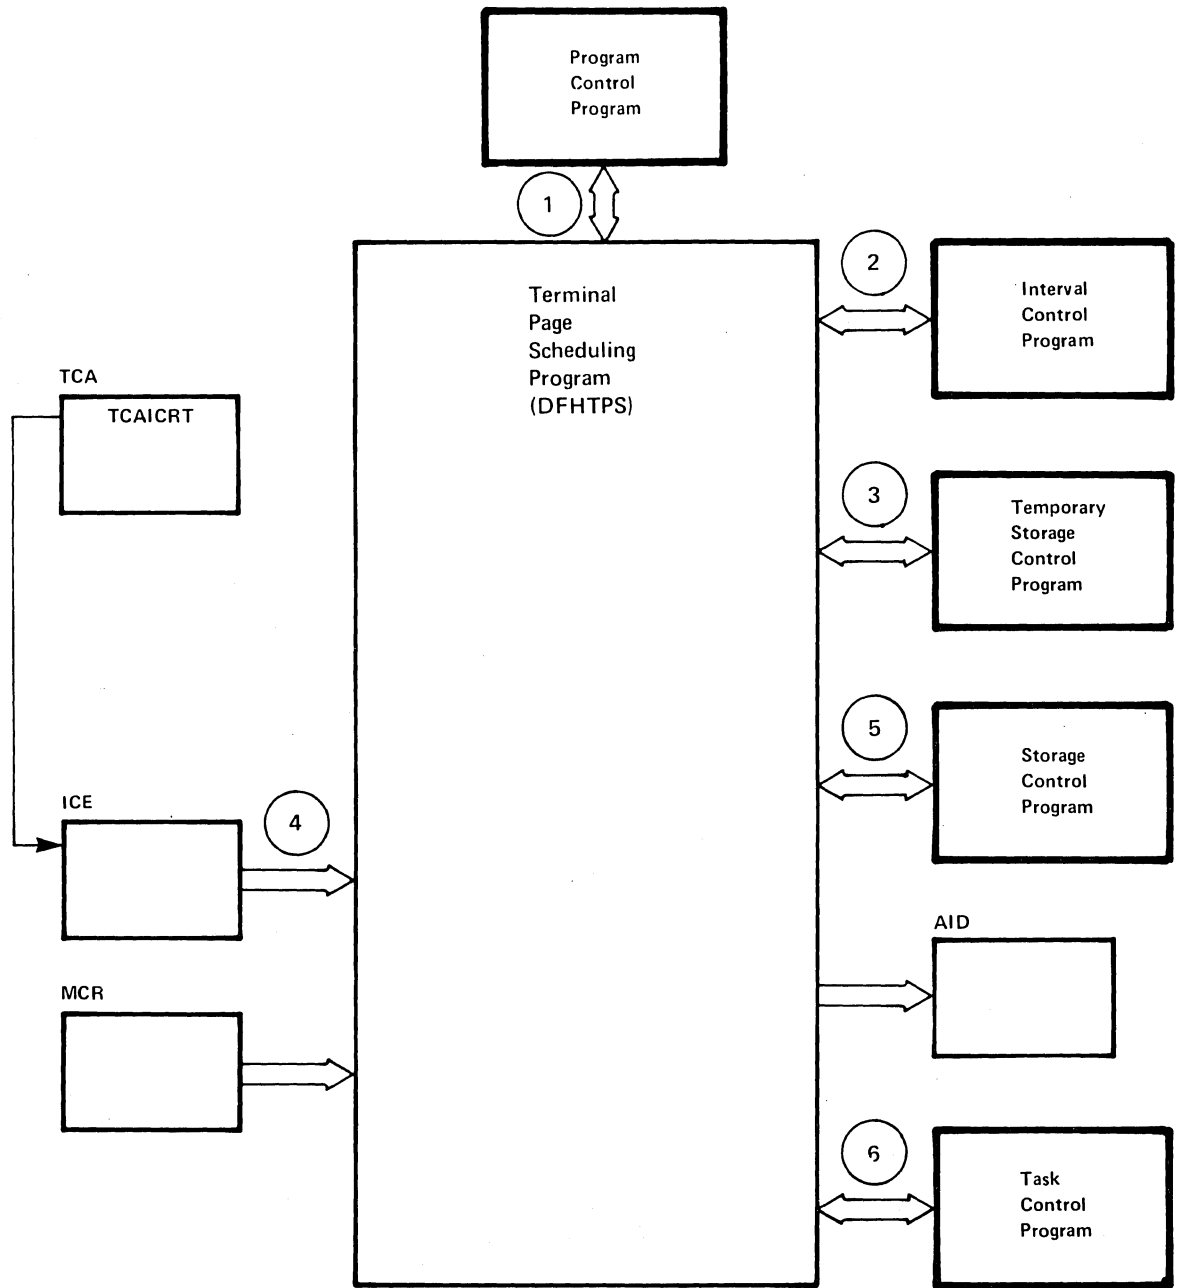 Program
Control
Program
1
2
Interval
Control
Program
Terminal
Page
Scheduling
Program
(DFHTPS)
TCA
TCAICRT
3
Temporary
Storage
Control
Program
5
Storage
Control
Program
ICE
4
AID
MCR
6
Task
Control
Program